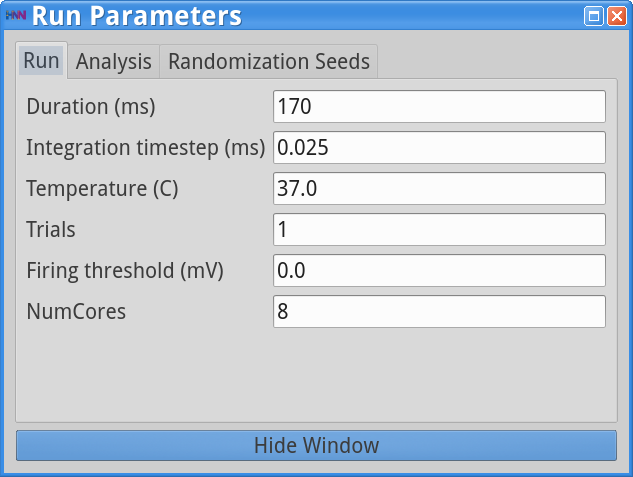 HNN Run Parameters
Run Analysis Randomization Seeds
Duration (ms) 170
Integration timestep (ms) 0.025
Temperature (C) 37.0
Trials 1
Firing threshold (mV) 0.0
NumCores 8
Hide Window